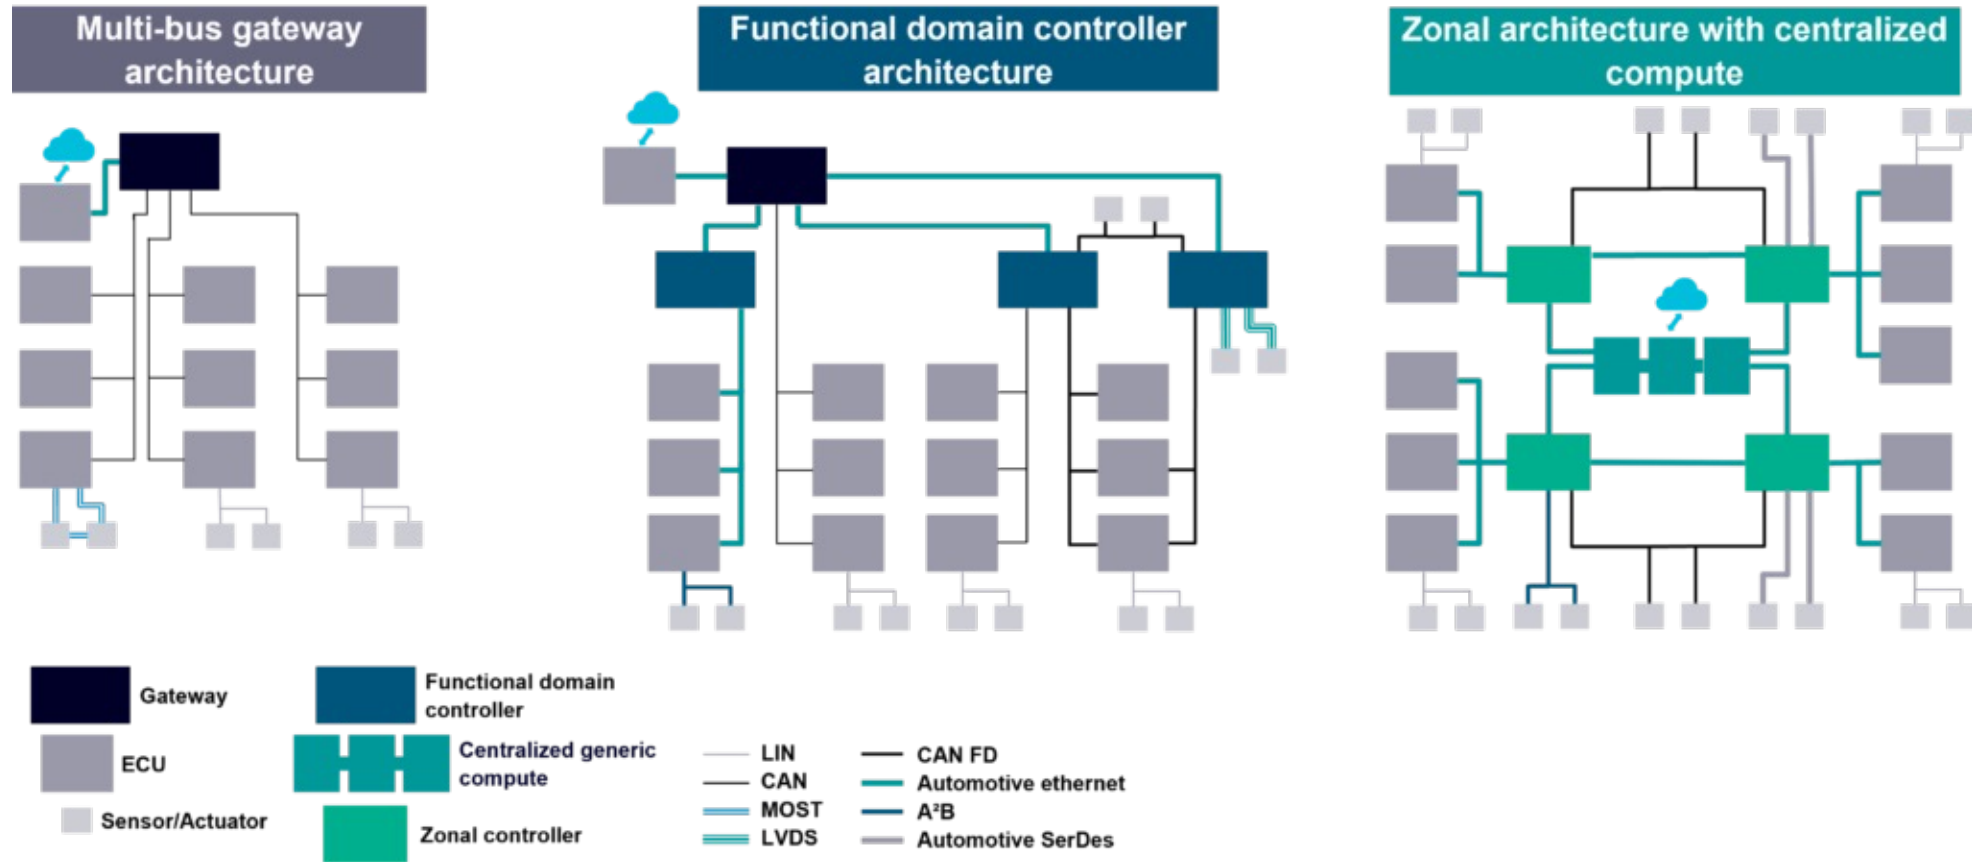 Multi-bus gateway
architecture
Functional domain controller
architecture
Zonal architecture with centralized
compute
Gateway
Functional domain
controller
ECU
Centralized generic
compute
Sensor/Actuator
Zonal controller
LIN
CAN
MOST
LVDS
CAN FD
Automotive ethernet
A²B
Automotive SerDes